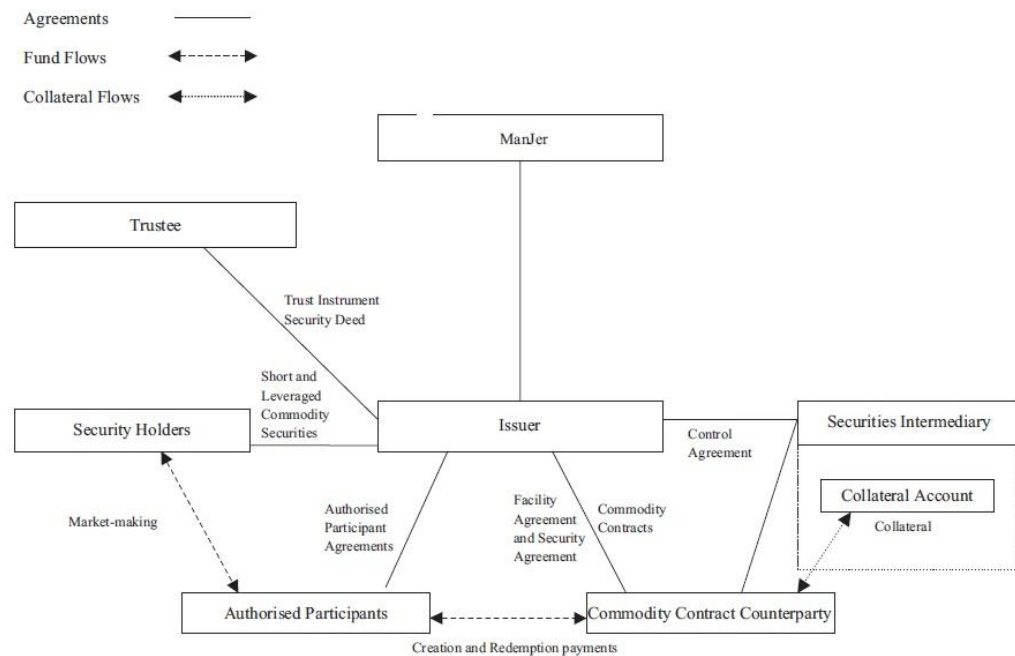 Agreements
Fund Flows
Collateral Flows
ManJer
Trustee
Trust Instrument
Security Deed
Short and
Leveraged
Commodity
Securities
Security Holders
Issuer
Control
Agreement
Securities Intermediary
Collateral Account
Collateral
Market-making
Authorised
Participant
Agreements
Facility
Agreement
and Security
Agreement
Commodity
Contracts
Authorised Participants
Commodity Contract Counterparty
Creation and Redemption payments